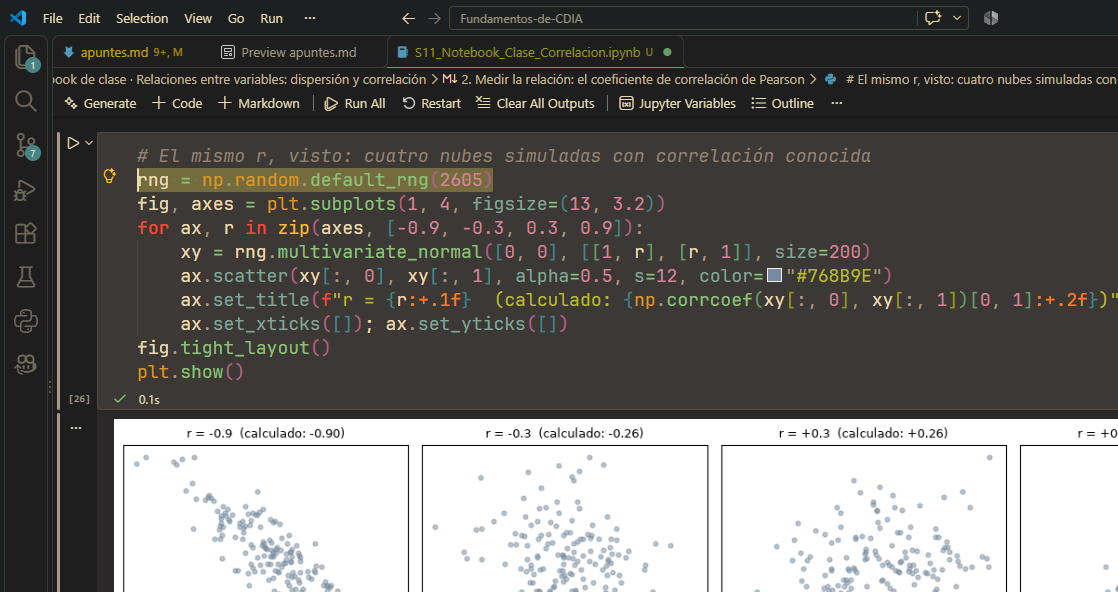 File Edit Selection View Go Run ··· Fundamentos-de-CDIA
apuntes.md 9+, M Preview apuntes.md S11_Notebook_Clase_Correlacion.ipynb U
book de clase · Relaciones entre variables: dispersión y correlación > M↓ 2. Medir la relación: el coeficiente de correlación de Pearson > # El mismo r, visto: cuatro nubes simuladas con
Generate + Code + Markdown Run All Restart Clear All Outputs Jupyter Variables Outline ···
1
7
# El mismo r, visto: cuatro nubes simuladas con correlación conocida
rng = np.random.default_rng(2605)
fig, axes = plt.subplots(1, 4, figsize=(13, 3.2))
for ax, r in zip(axes, [-0.9, -0.3, 0.3, 0.9]):
    xy = rng.multivariate_normal([0, 0], [[1, r], [r, 1]], size=200)
    ax.scatter(xy[:, 0], xy[:, 1], alpha=0.5, s=12, color="#768B9E")
    ax.set_title(f"r = {r:+.1f}  (calculado: {np.corrcoef(xy[:, 0], xy[:, 1])[0, 1]:+.2f})"
    ax.set_xticks([]); ax.set_yticks([])
fig.tight_layout()
plt.show()
[26] 0.1s
···
r = -0.9 (calculado: -0.90) r = -0.3 (calculado: -0.26) r = +0.3 (calculado: +0.26) r = +0